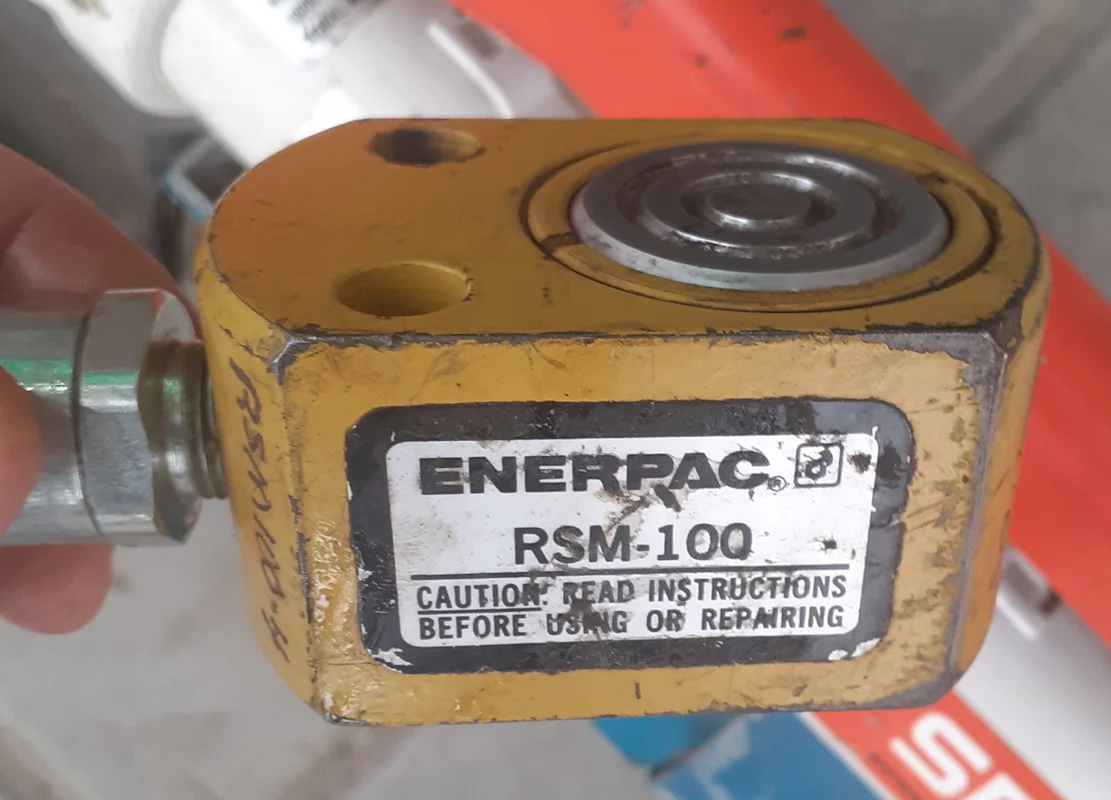 ENERPAC®
RSM-100
CAUTION: READ INSTRUCTIONS
BEFORE USING OR REPAIRING
S